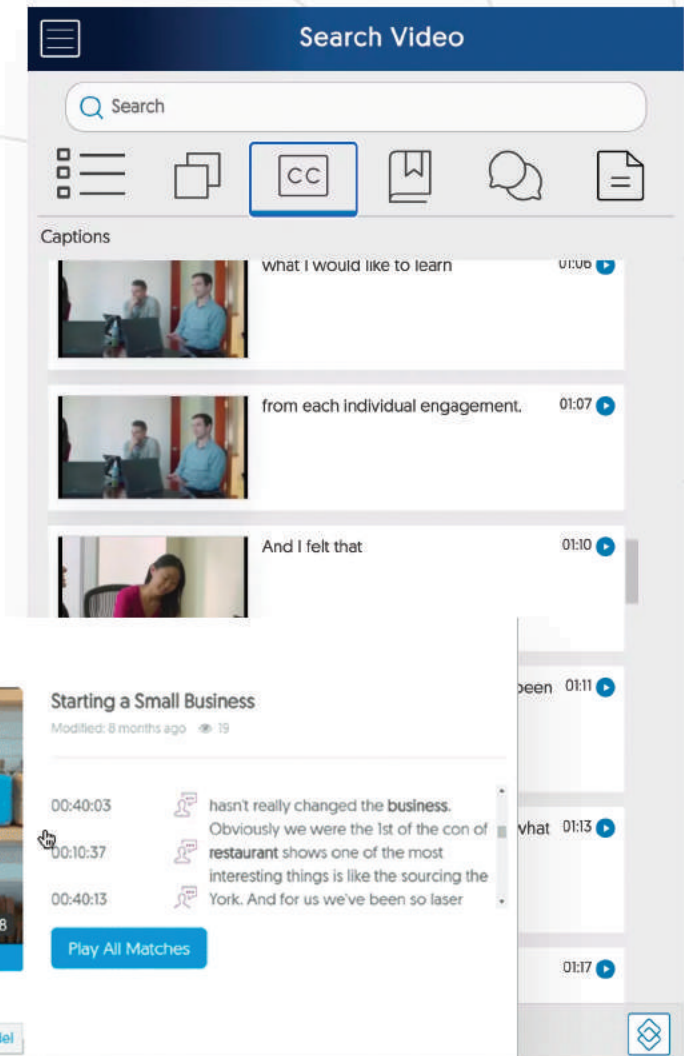 Search Video
Search
CC
Captions
what I would like to learn 01:06
from each individual engagement. 01:07
And I felt that 01:10
been 01:11
what 01:13
01:17
Starting a Small Business
Modified: 8 months ago 19
00:40:03
hasn't really changed the business.
Obviously we were the 1st of the con of
00:10:37
restaurant shows one of the most
interesting things is like the sourcing the
00:40:13
York. And for us we've been so laser
8
Play All Matches
del